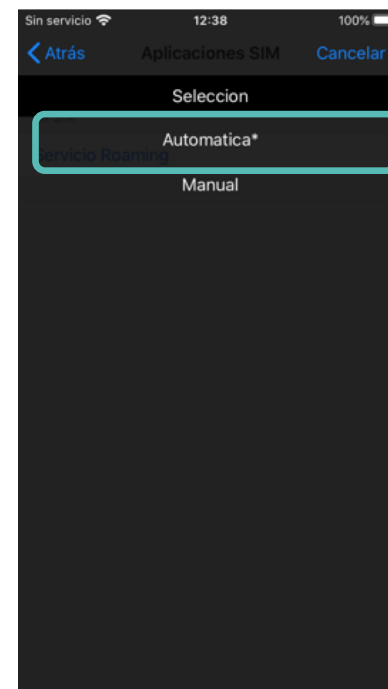 Sin servicio 12:38 100%
Atrás Aplicaciones SIM Cancelar
Seleccion
Automatica*
Servicio Roaming
Manual